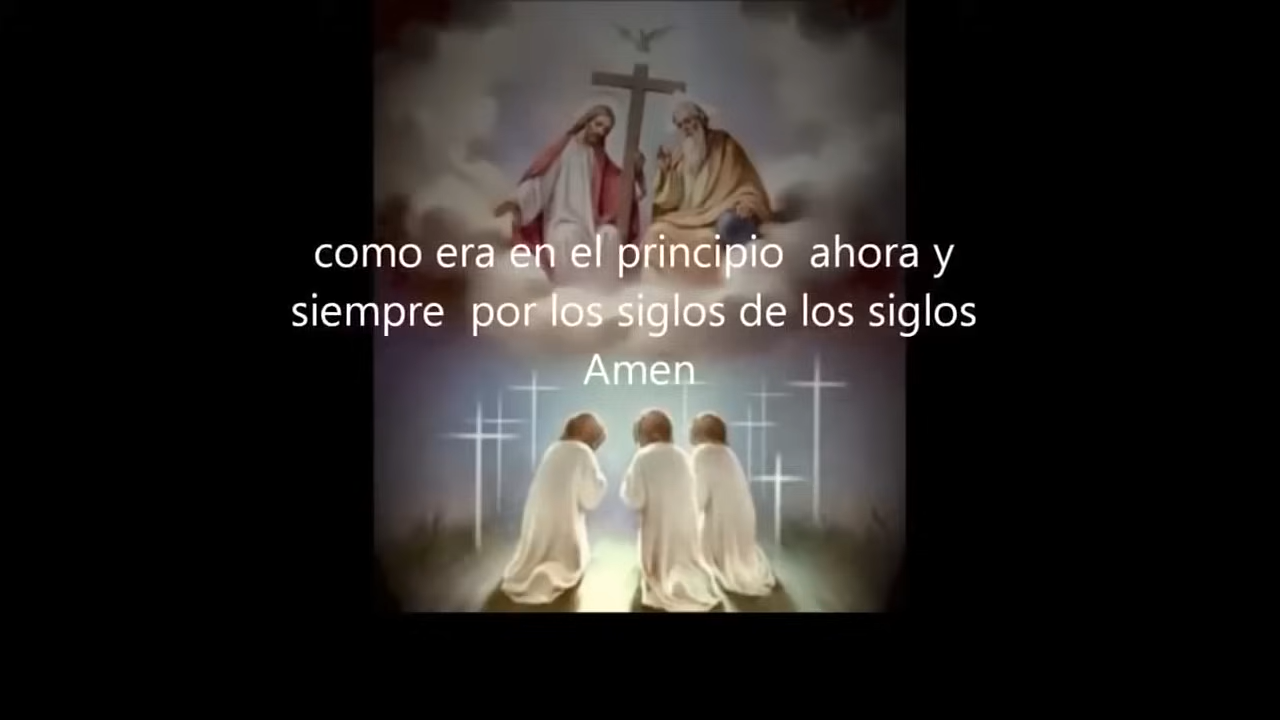 como era en el principio  ahora y
siempre  por los siglos de los siglos
Amen